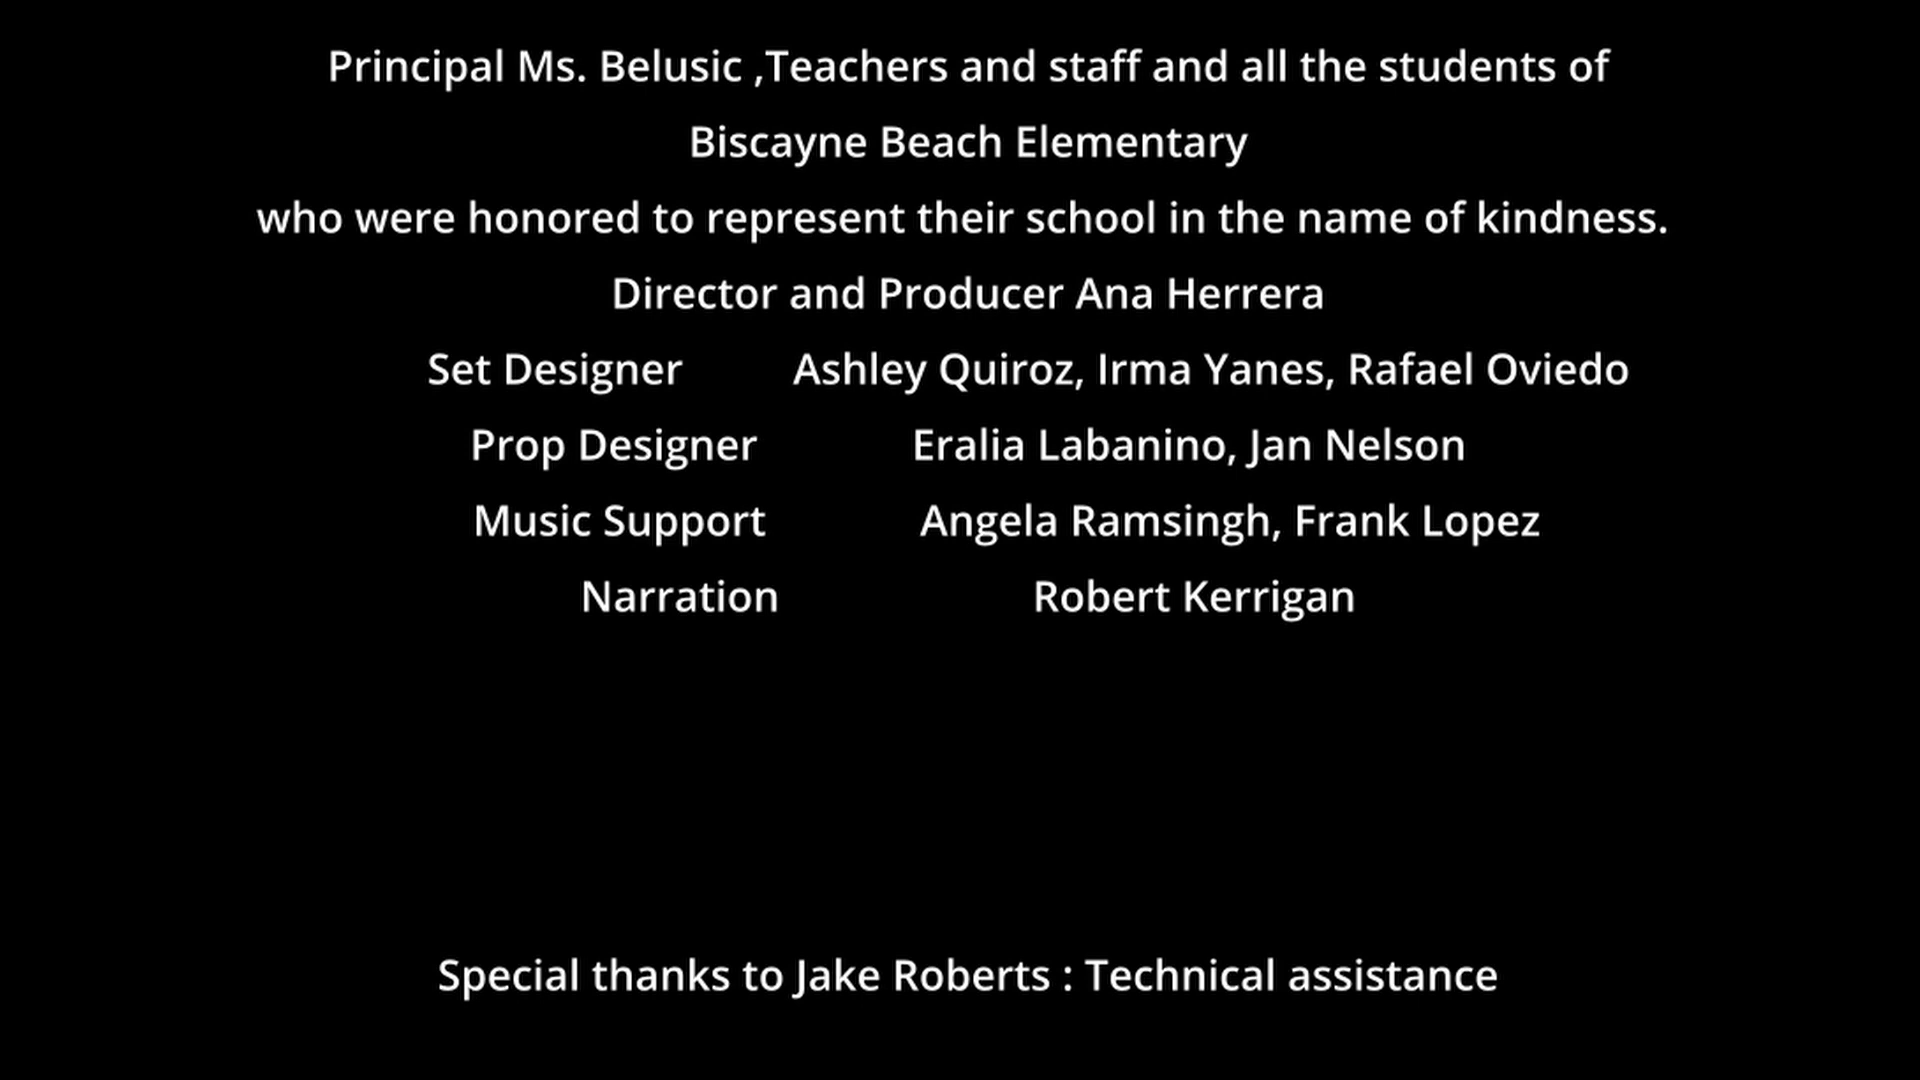 Principal Ms. Belusic ,Teachers and staff and all the students of
Biscayne Beach Elementary
who were honored to represent their school in the name of kindness.
Director and Producer Ana Herrera
Set Designer Ashley Quiroz, Irma Yanes, Rafael Oviedo
Prop Designer Eralia Labanino, Jan Nelson
Music Support Angela Ramsingh, Frank Lopez
Narration Robert Kerrigan
Special thanks to Jake Roberts : Technical assistance